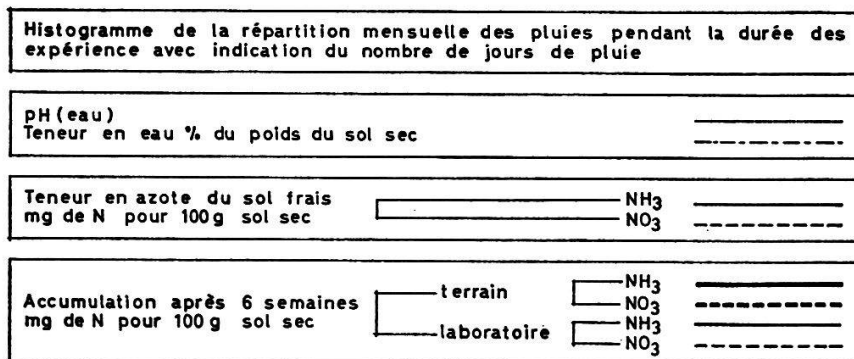 Histogramme de la répartition mensuelle des pluies pendant la durée des
expérience avec indication du nombre de jours de pluie
pH (eau)
Teneur en eau % du poids du sol sec
Teneur en azote du sol frais
mg de N pour 100g sol sec
NH3
NO3
Accumulation après 6 semaines
mg de N pour 100g sol sec
terrain
NH3
NO3
laboratoire
NH3
NO3